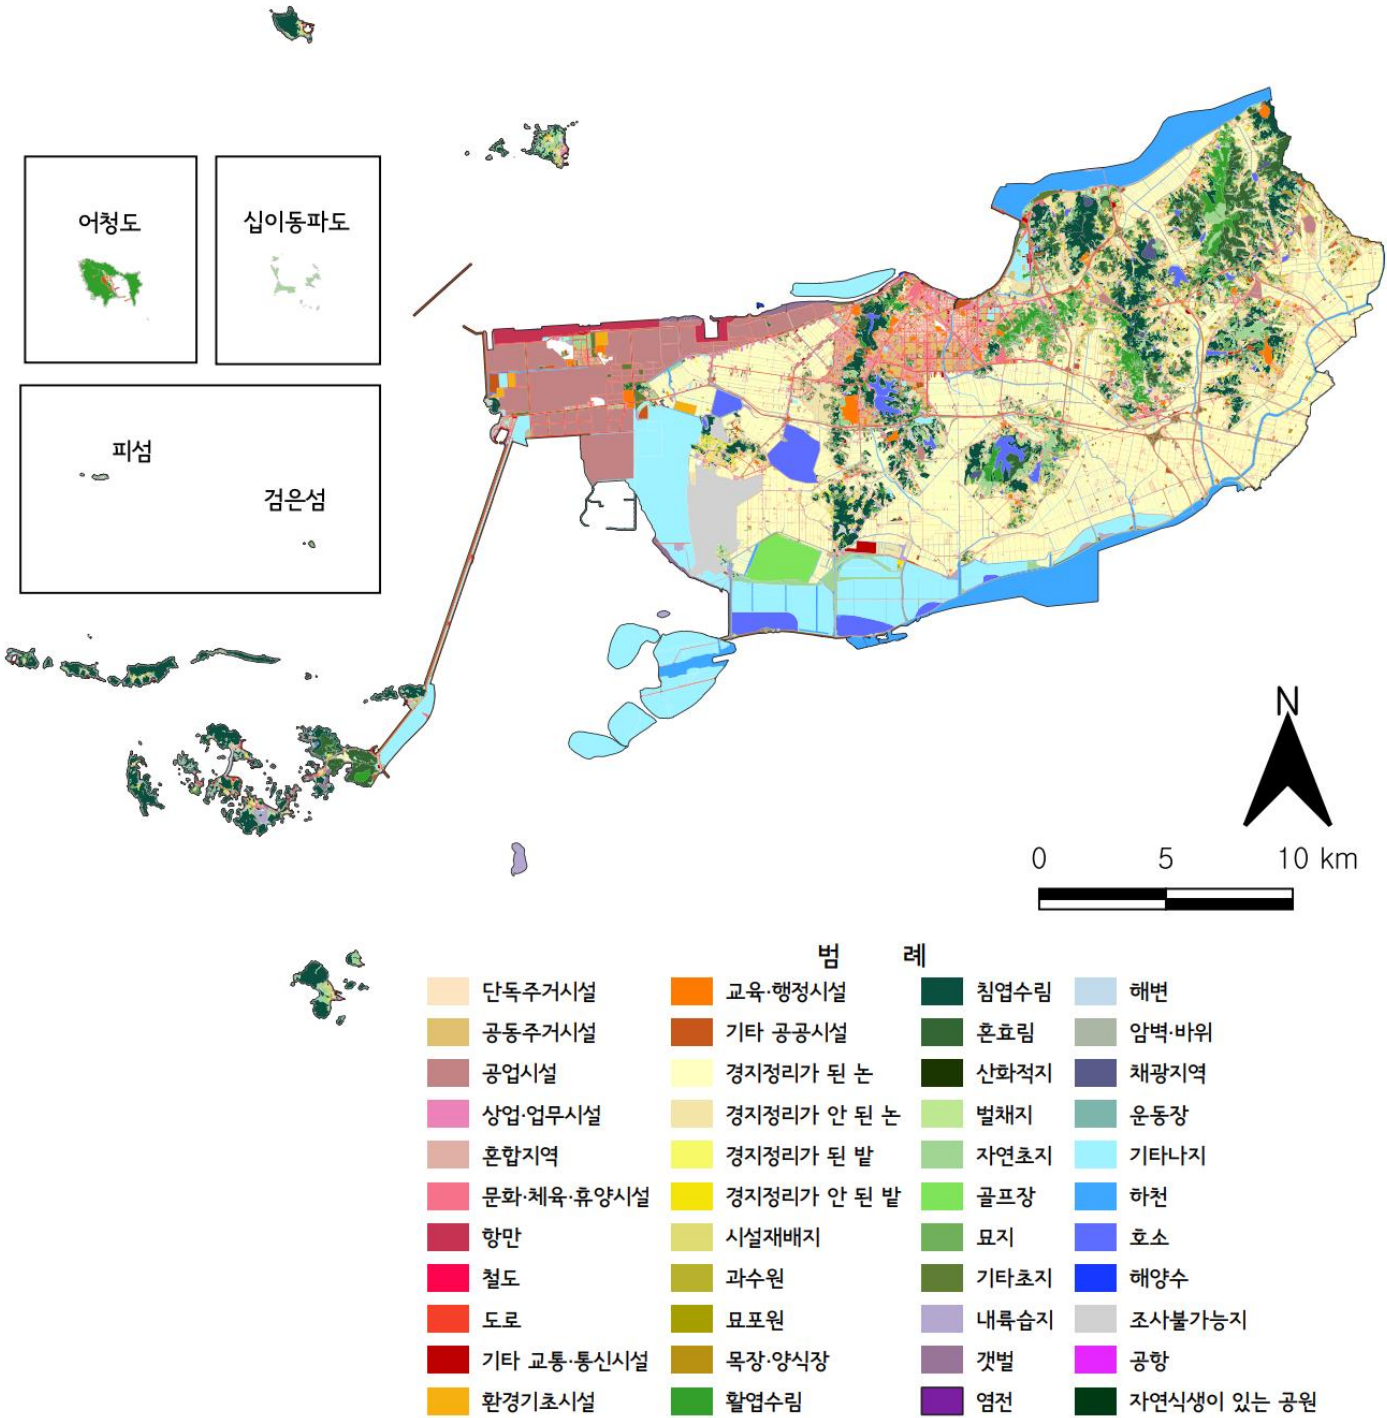 어청도
십이동파도
피섬
검은섬
N
0 5 10 km
범 례
단독주거시설
공동주거시설
공업시설
상업·업무시설
혼합지역
문화·체육·휴양시설
항만
철도
도로
기타 교통·통신시설
환경기초시설
교육·행정시설
기타 공공시설
경지정리가 된 논
경지정리가 안 된 논
경지정리가 된 밭
경지정리가 안 된 밭
시설재배지
과수원
묘포원
목장·양식장
활엽수림
침엽수림
혼효림
산화적지
벌채지
자연초지
골프장
묘지
기타초지
내륙습지
갯벌
염전
해변
암벽·바위
채광지역
운동장
기타나지
하천
호소
해양수
조사불가능지
공항
자연식생이 있는 공원